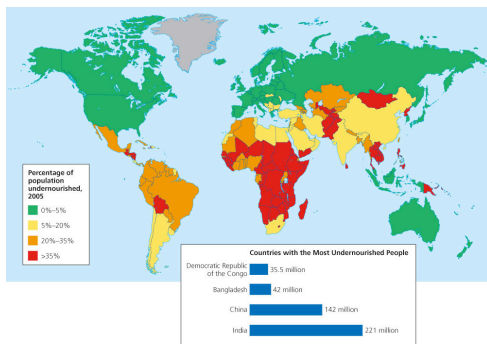 Percentage of
population
undernourished,
2005
0%–5%
5%–20%
20%–35%
>35%
Countries with the Most Undernourished People
Democratic Republic
of the Congo
35.5 million
Bangladesh
42 million
China
142 million
India
221 million